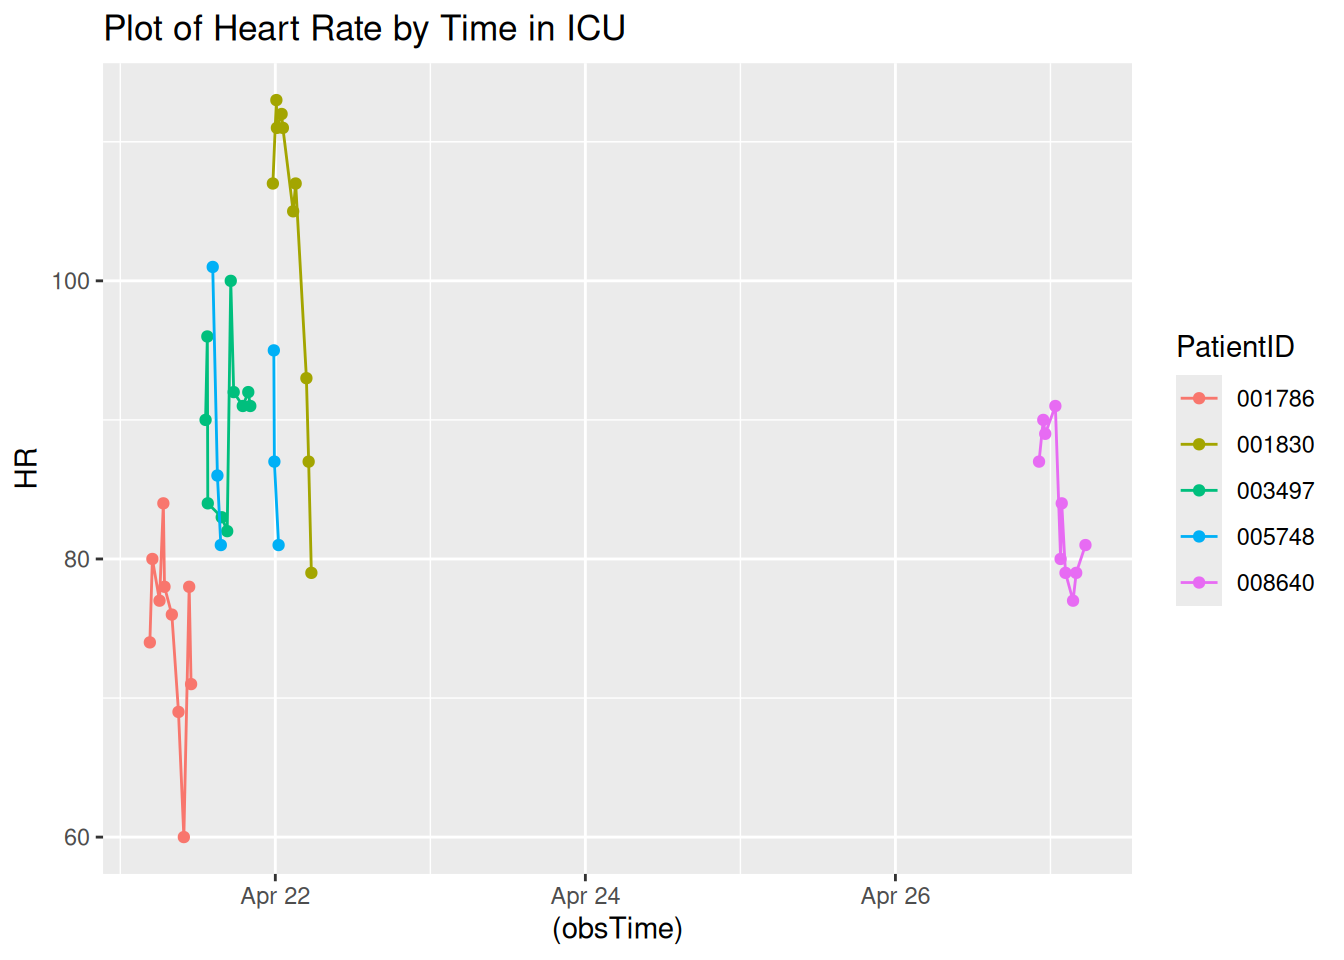 Plot of Heart Rate by Time in ICU
HR
100
80
60
Apr 22
Apr 24
Apr 26
(obsTime)
PatientID
001786
001830
003497
005748
008640